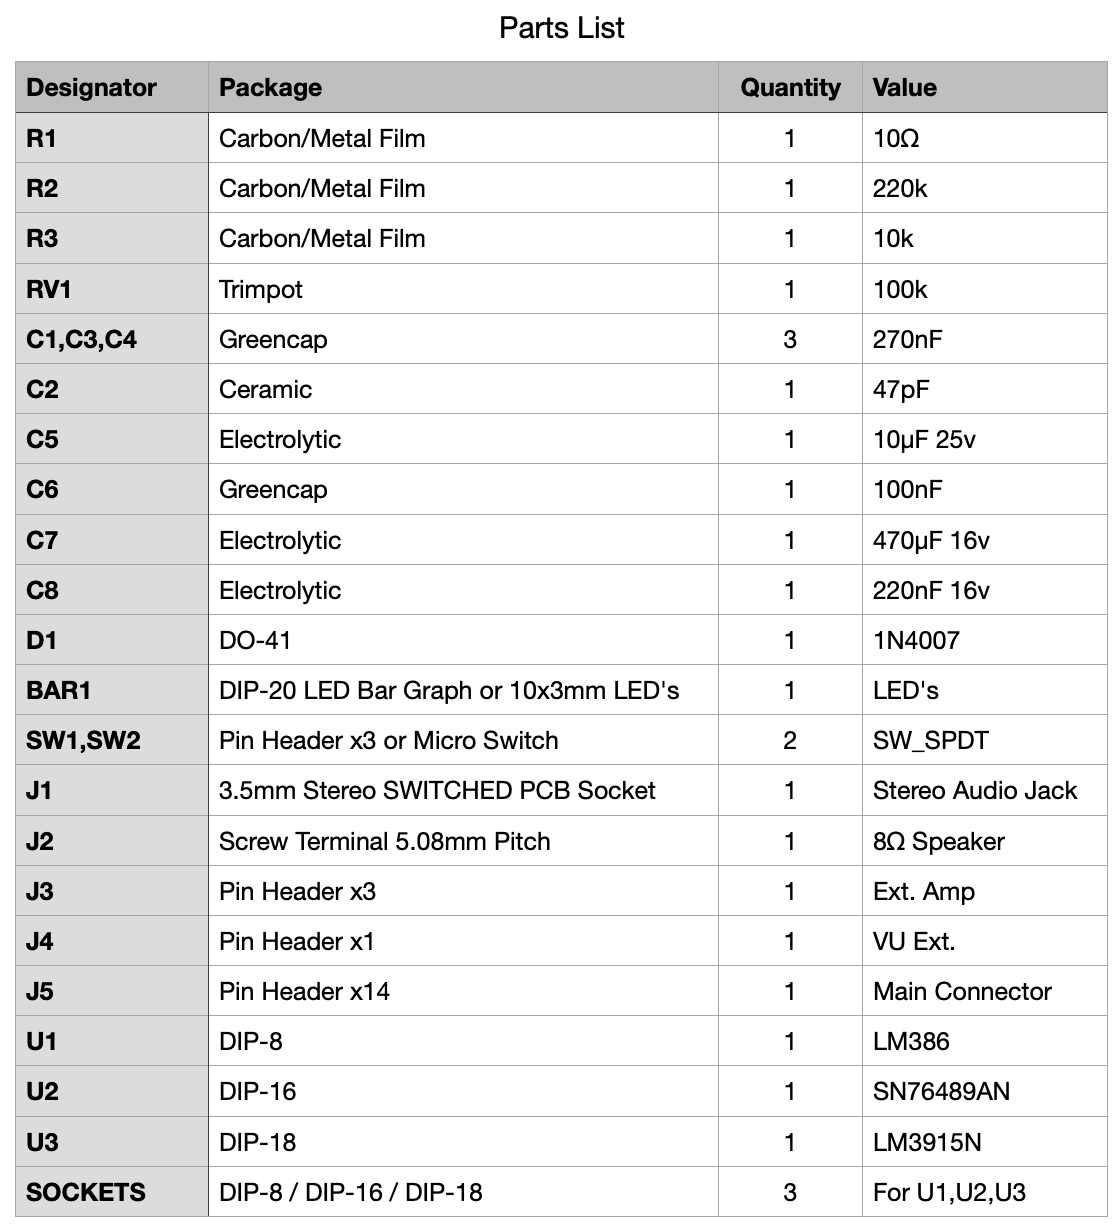 Parts List
Designator Package Quantity Value
R1 Carbon/Metal Film 1 10Ω
R2 Carbon/Metal Film 1 220k
R3 Carbon/Metal Film 1 10k
RV1 Trimpot 1 100k
C1,C3,C4 Greencap 3 270nF
C2 Ceramic 1 47pF
C5 Electrolytic 1 10µF 25v
C6 Greencap 1 100nF
C7 Electrolytic 1 470µF 16v
C8 Electrolytic 1 220nF 16v
D1 DO-41 1 1N4007
BAR1 DIP-20 LED Bar Graph or 10x3mm LED's 1 LED's
SW1,SW2 Pin Header x3 or Micro Switch 2 SW_SPDT
J1 3.5mm Stereo SWITCHED PCB Socket 1 Stereo Audio Jack
J2 Screw Terminal 5.08mm Pitch 1 8Ω Speaker
J3 Pin Header x3 1 Ext. Amp
J4 Pin Header x1 1 VU Ext.
J5 Pin Header x14 1 Main Connector
U1 DIP-8 1 LM386
U2 DIP-16 1 SN76489AN
U3 DIP-18 1 LM3915N
SOCKETS DIP-8 / DIP-16 / DIP-18 3 For U1,U2,U3